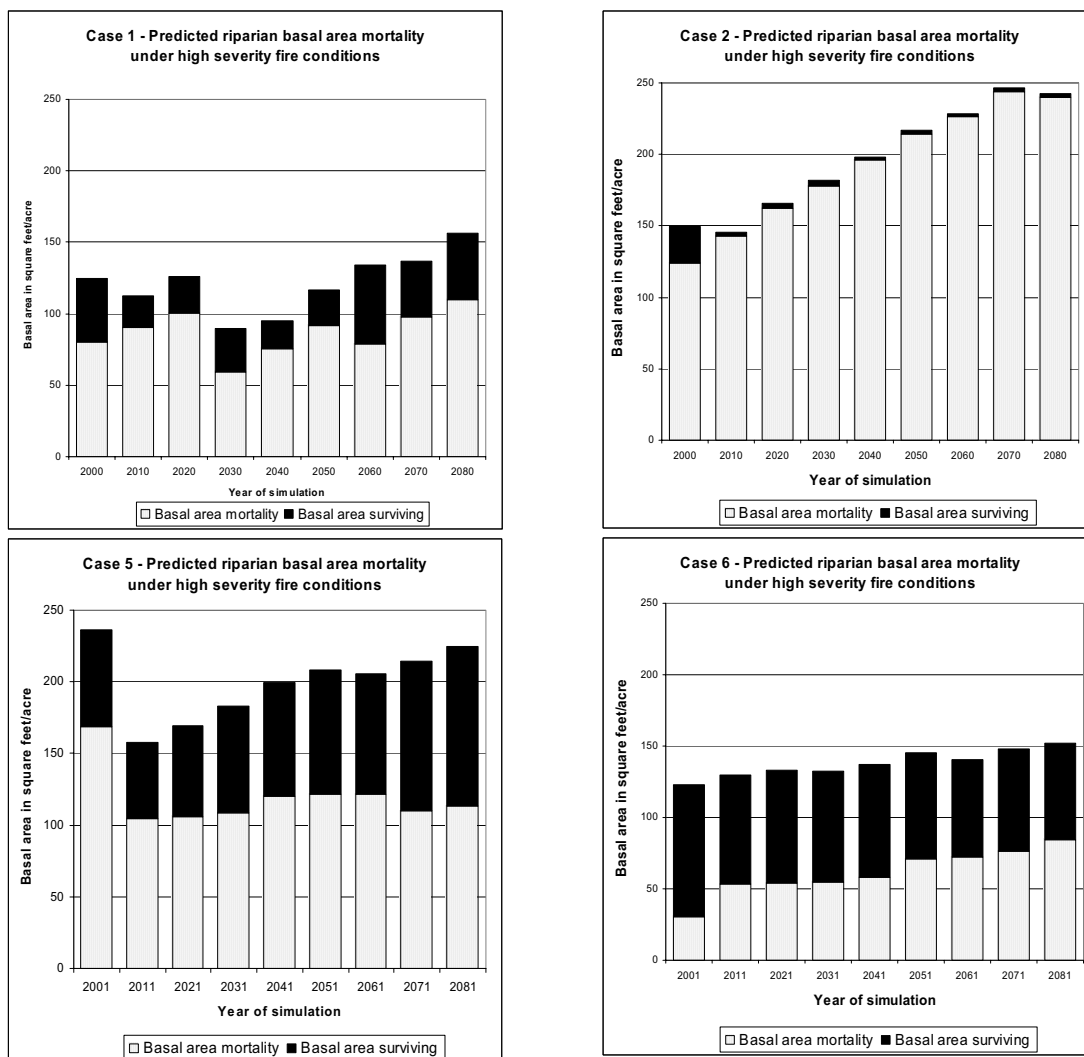 Case 1 - Predicted riparian basal area mortality
under high severity fire conditions
Basal area in square feet/acre
250
200
150
100
50
0
2000 2010 2020 2030 2040 2050 2060 2070 2080
Year of simulation
Basal area mortality Basal area surviving
Case 2 - Predicted riparian basal area mortality
under high severity fire conditions
Basal area in square feet/acre
250
200
150
100
50
0
2000 2010 2020 2030 2040 2050 2060 2070 2080
Year of simulation
Basal area mortality Basal area surviving
Case 5 - Predicted riparian basal area mortality
under high severity fire conditions
Basal area in square feet/acre
250
200
150
100
50
0
2001 2011 2021 2031 2041 2051 2061 2071 2081
Year of simulation
Basal area mortality Basal area surviving
Case 6 - Predicted riparian basal area mortality
under high severity fire conditions
Basal area in square feet/acre
250
200
150
100
50
0
2001 2011 2021 2031 2041 2051 2061 2071 2081
Year of simulation
Basal area mortality Basal area surviving